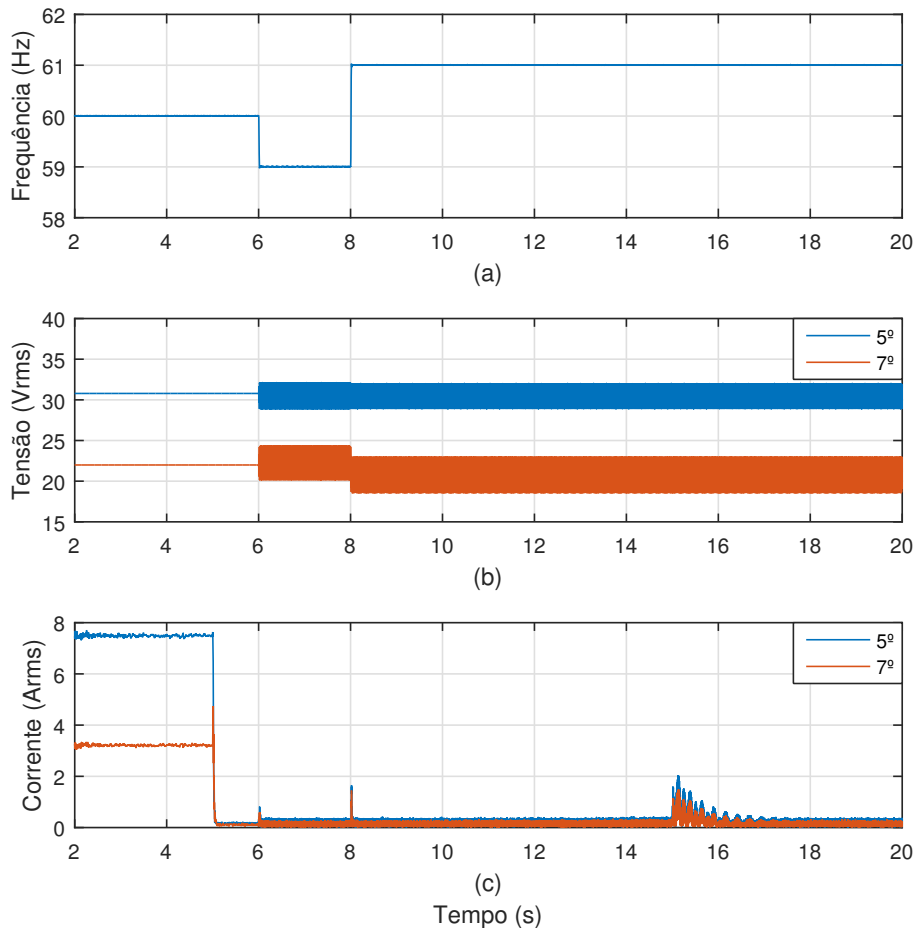 Frequência (Hz)
62
61
60
59
58
2 4 6 8 10 12 14 16 18 20
(a)
Tensão (Vrms)
40
35
30
25
20
15
5º
7º
2 4 6 8 10 12 14 16 18 20
(b)
Corrente (Arms)
8
6
4
2
0
5º
7º
2 4 6 8 10 12 14 16 18 20
(c)
Tempo (s)